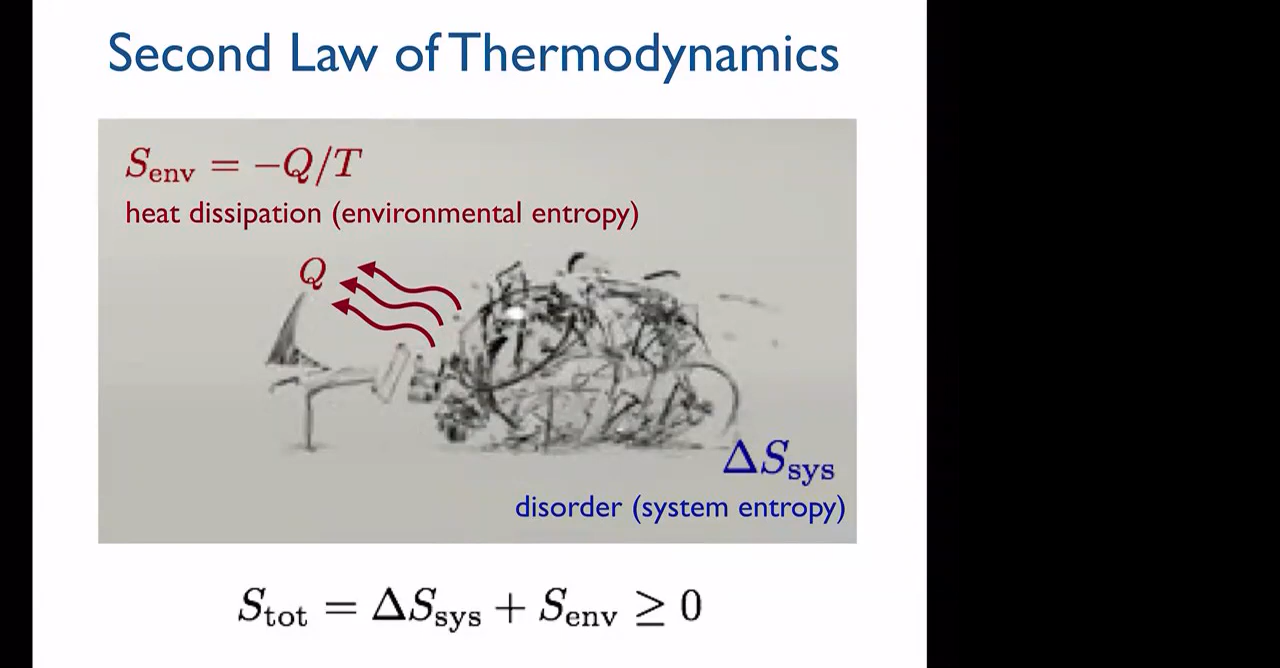 Second Law of Thermodynamics
S_env = −Q/T
heat dissipation (environmental entropy)
Q
ΔS_sys
disorder (system entropy)
S_tot = ΔS_sys + S_env ≥ 0